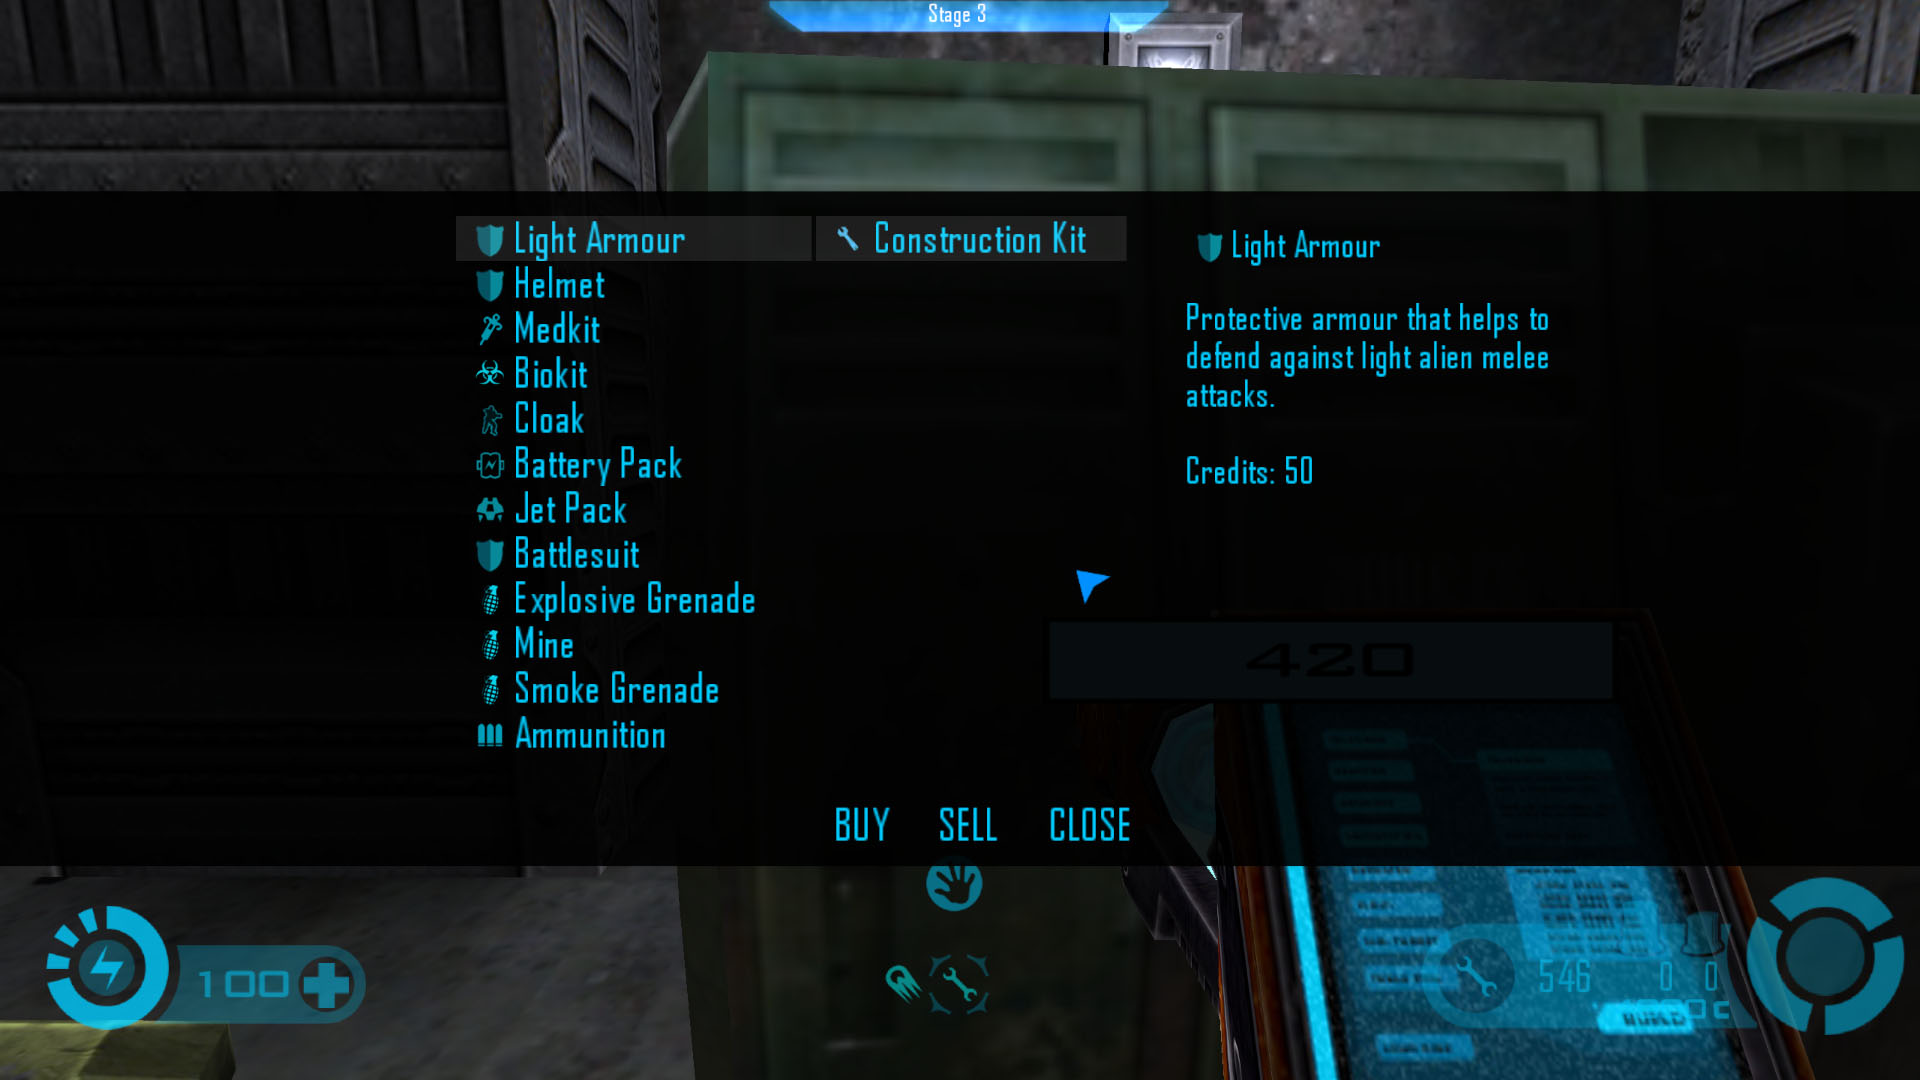 Stage 3
Light Armour
Helmet
Medkit
Biokit
Cloak
Battery Pack
Jet Pack
Battlesuit
Explosive Grenade
Mine
Smoke Grenade
Ammunition
Construction Kit
Light Armour
Protective armour that helps to
defend against light alien melee
attacks.
Credits: 50
420
BUY SELL CLOSE
100
546 0 0
BUILD